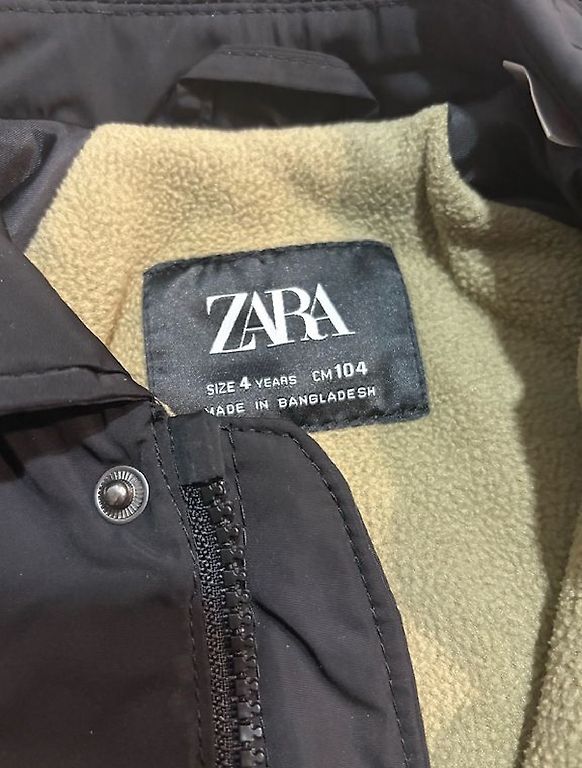 ZARA
SIZE 4 YEARS CM 104
MADE IN BANGLADESH